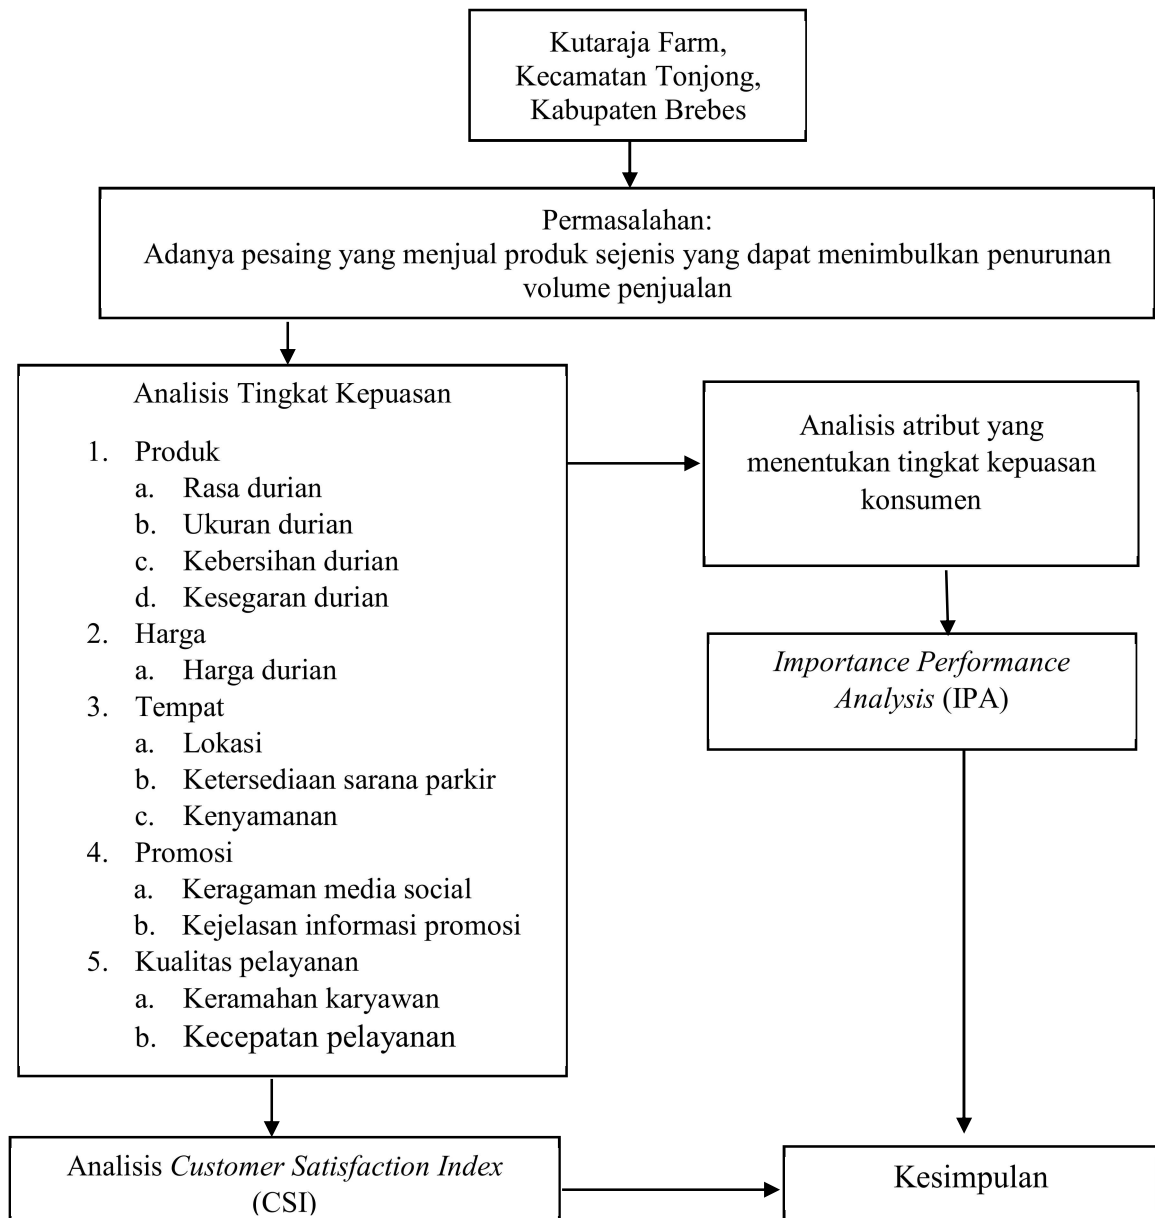 Kutaraja Farm,
Kecamatan Tonjong,
Kabupaten Brebes
Permasalahan:
Adanya pesaing yang menjual produk sejenis yang dapat menimbulkan penurunan
volume penjualan
Analisis Tingkat Kepuasan
1. Produk
a. Rasa durian
b. Ukuran durian
c. Kebersihan durian
d. Kesegaran durian
2. Harga
a. Harga durian
3. Tempat
a. Lokasi
b. Ketersediaan sarana parkir
c. Kenyamanan
4. Promosi
a. Keragaman media social
b. Kejelasan informasi promosi
5. Kualitas pelayanan
a. Keramahan karyawan
b. Kecepatan pelayanan
Analisis atribut yang
menentukan tingkat kepuasan
konsumen
Importance Performance
Analysis (IPA)
Analisis Customer Satisfaction Index
(CSI)
Kesimpulan